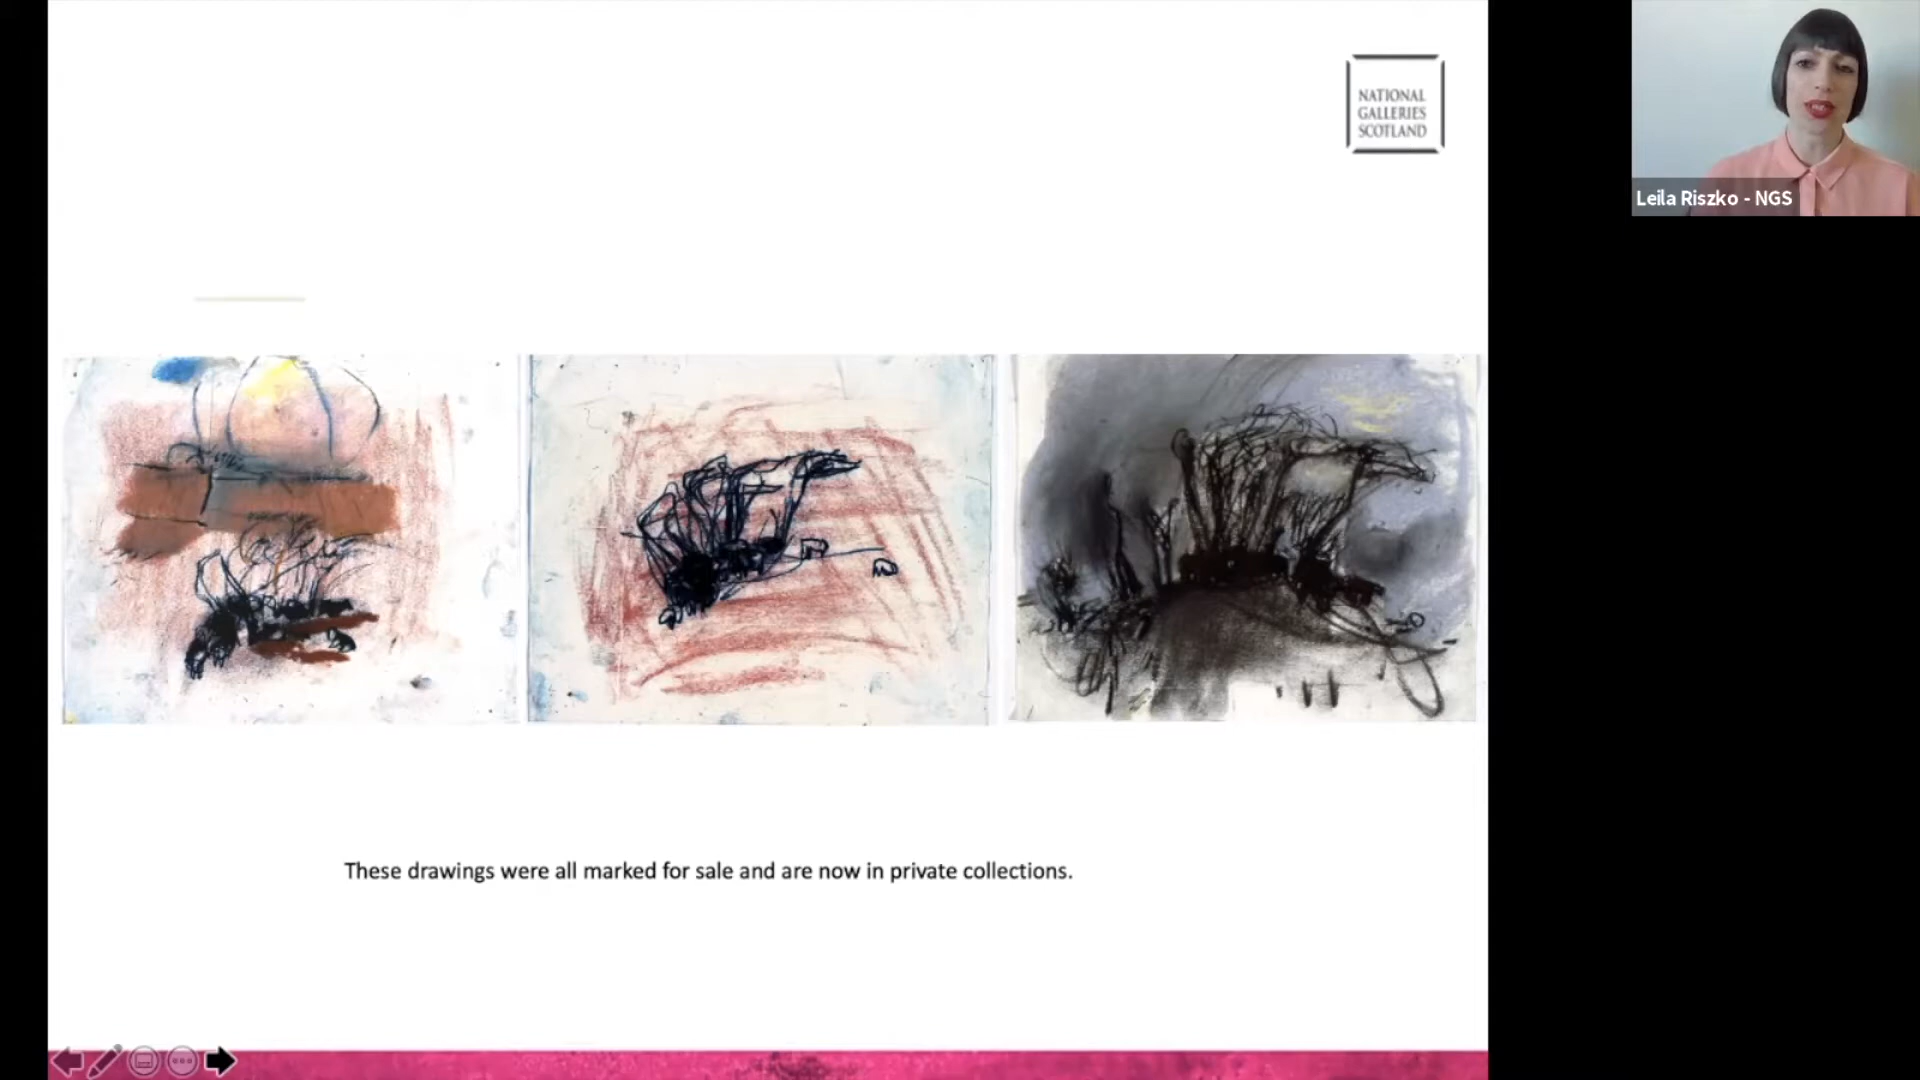 NATIONAL
GALLERIES
SCOTLAND
Leila Riszko - NGS
These drawings were all marked for sale and are now in private collections.